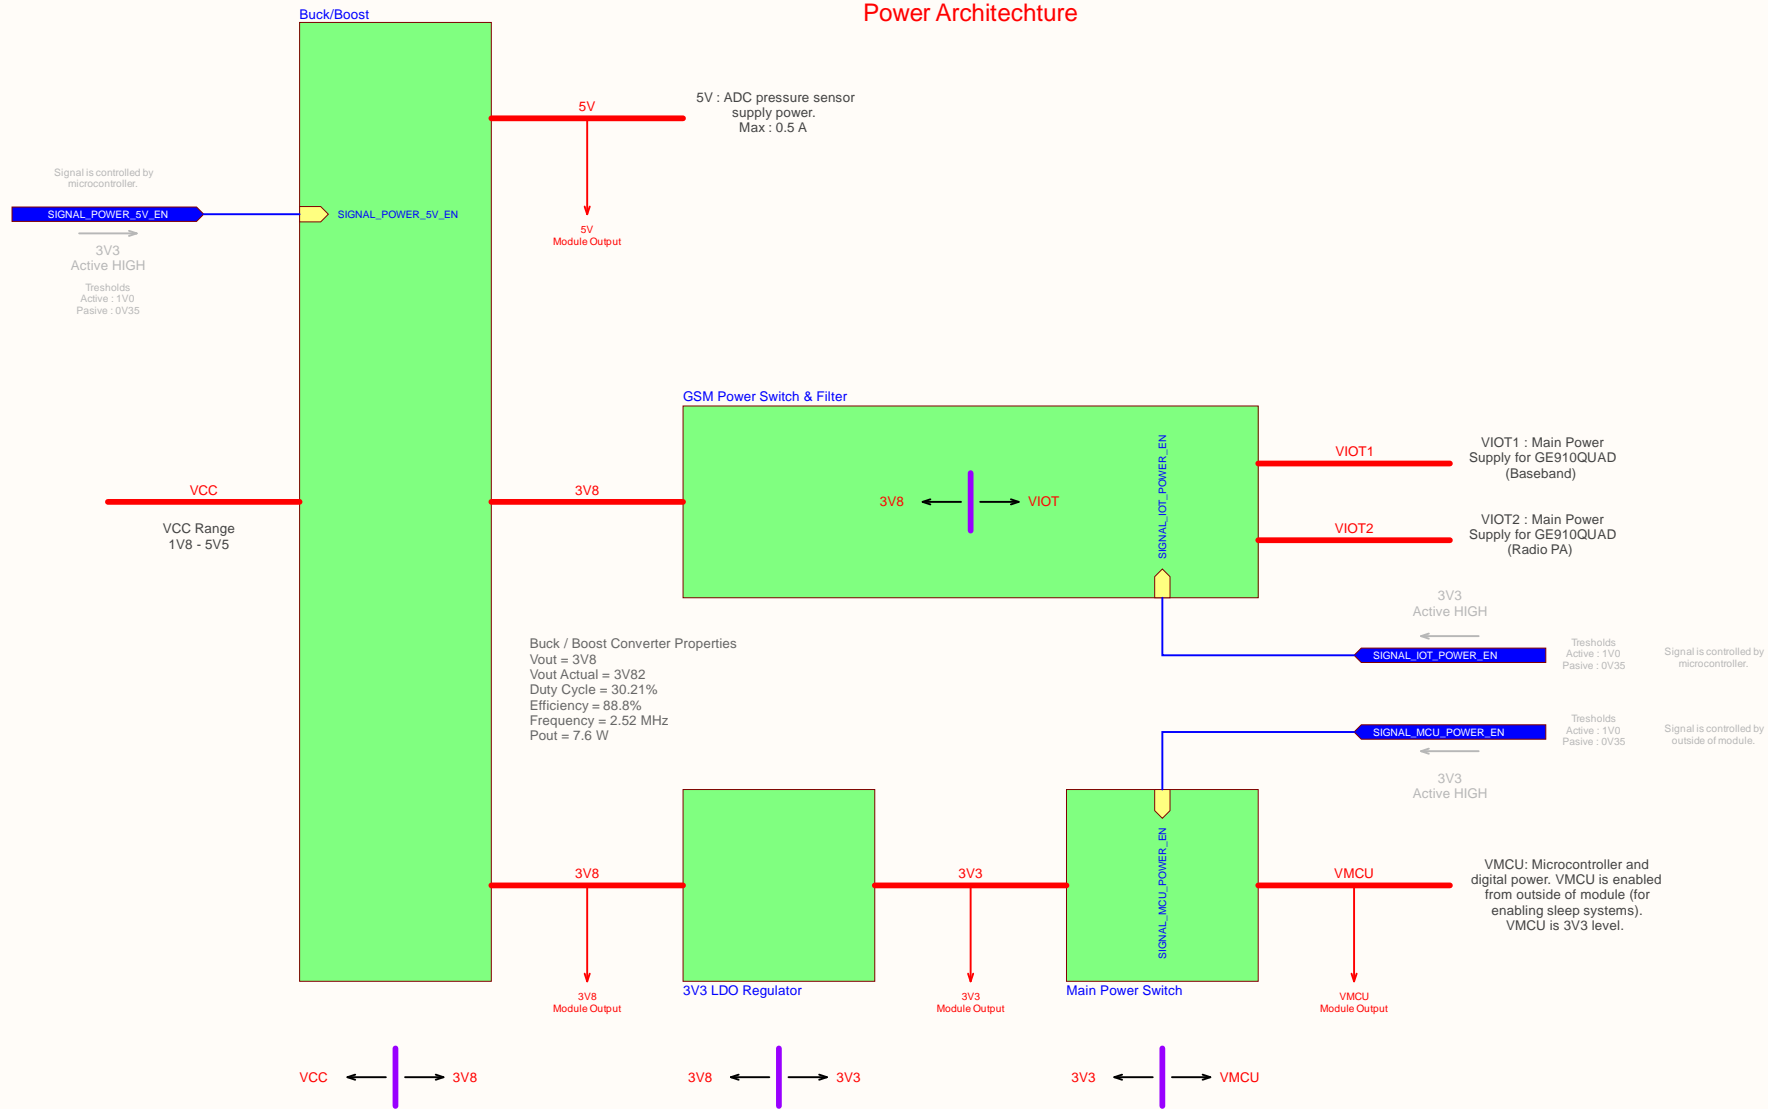 Power Architechture
Buck/Boost
5V
5V : ADC pressure sensor
supply power.
Max : 0.5 A
5V
Module Output
Signal is controlled by
microcontroller.
SIGNAL_POWER_5V_EN
SIGNAL_POWER_5V_EN
3V3
Active HIGH
Tresholds
Active : 1V0
Pasive : 0V35
VCC
VCC Range
1V8 - 5V5
3V8
GSM Power Switch & Filter
3V8
VIOT
SIGNAL_IOT_POWER_EN
VIOT1
VIOT1 : Main Power
Supply for GE910QUAD
(Baseband)
VIOT2
VIOT2 : Main Power
Supply for GE910QUAD
(Radio PA)
3V3
Active HIGH
SIGNAL_IOT_POWER_EN
Tresholds
Active : 1V0
Pasive : 0V35
Signal is controlled by
microcontroller.
Buck / Boost Converter Properties
Vout = 3V8
Vout Actual = 3V82
Duty Cycle = 30.21%
Efficiency = 88.8%
Frequency = 2.52 MHz
Pout = 7.6 W
SIGNAL_MCU_POWER_EN
Tresholds
Active : 1V0
Pasive : 0V35
Signal is controlled by
outside of module.
3V3
Active HIGH
3V8
3V8
Module Output
3V3 LDO Regulator
3V3
3V3
Module Output
SIGNAL_MCU_POWER_EN
Main Power Switch
VMCU
VMCU
Module Output
VMCU: Microcontroller and
digital power. VMCU is enabled
from outside of module (for
enabling sleep systems).
VMCU is 3V3 level.
VCC
3V8
3V8
3V3
3V3
VMCU